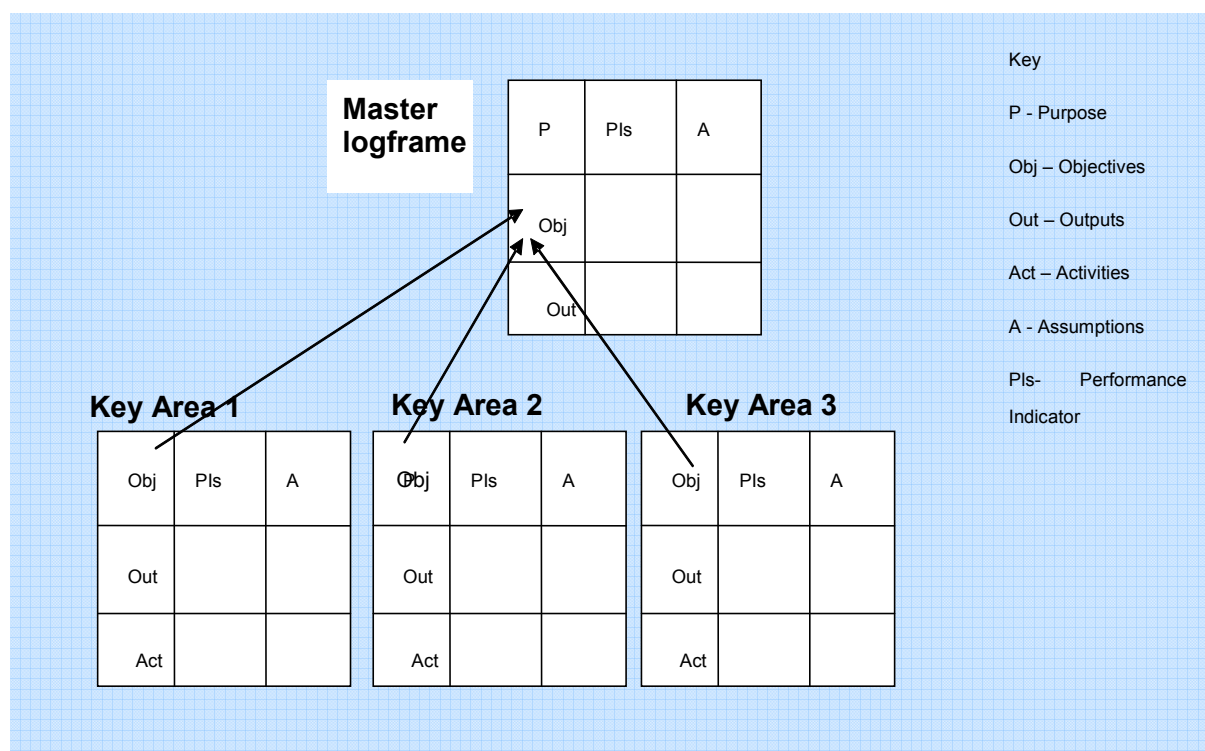 Master
logframe
P PIs A
Obj
Out
Key
P - Purpose
Obj – Objectives
Out – Outputs
Act – Activities
A - Assumptions
PIs- Performance
Indicator
Key Area 1
Obj PIs A
Out
Act
Key Area 2
Obj PIs A
Out
Act
Key Area 3
Obj PIs A
Out
Act